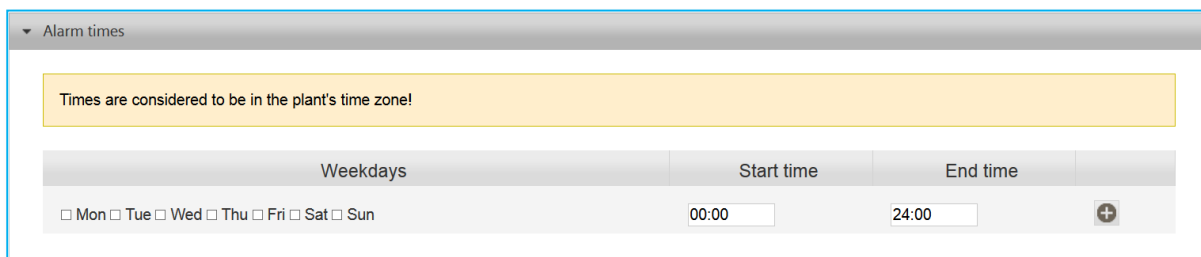 Alarm times
Times are considered to be in the plant's time zone!
Weekdays Start time End time
Mon Tue Wed Thu Fri Sat Sun 00:00 24:00